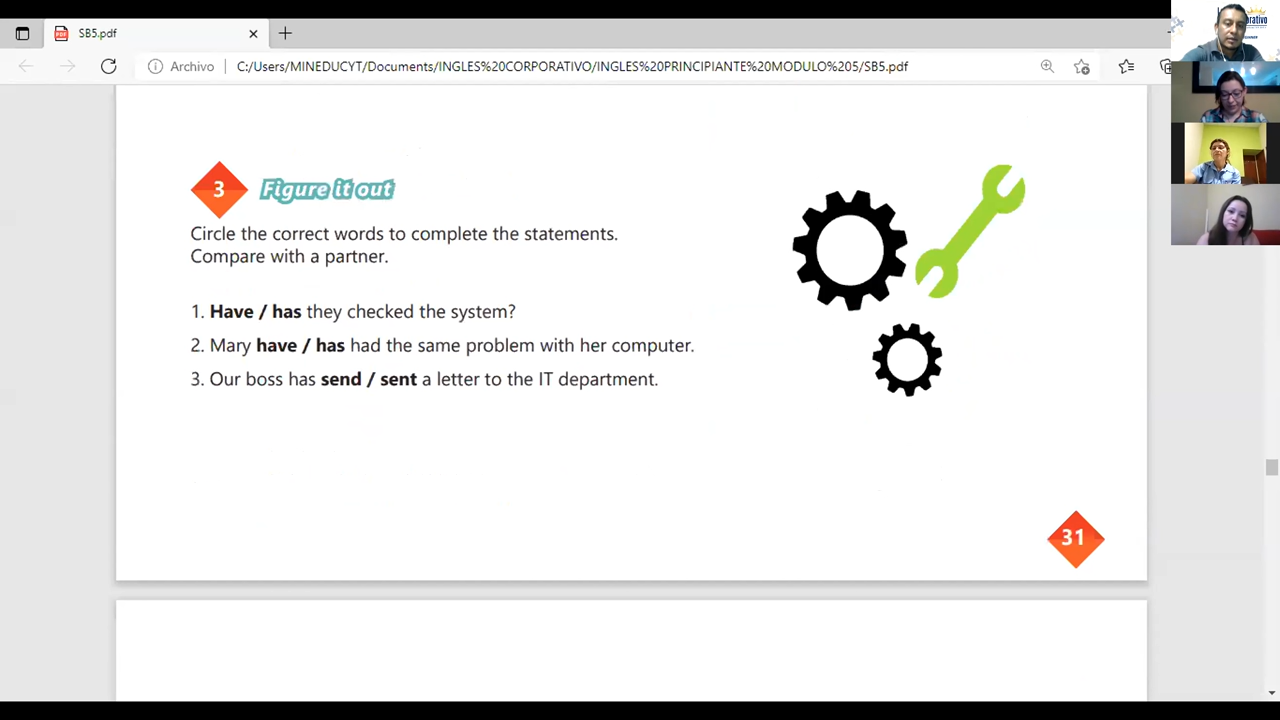 SB5.pdf
Archivo
C:/Users/MINEDUCYT/Documents/INGLES%20CORPORATIVO/INGLES%20PRINCIPIANTE%20MODULO%205/SB5.pdf
3 Figure it out
Circle the correct words to complete the statements.
Compare with a partner.
1. Have / has they checked the system?
2. Mary have / has had the same problem with her computer.
3. Our boss has send / sent a letter to the IT department.
31